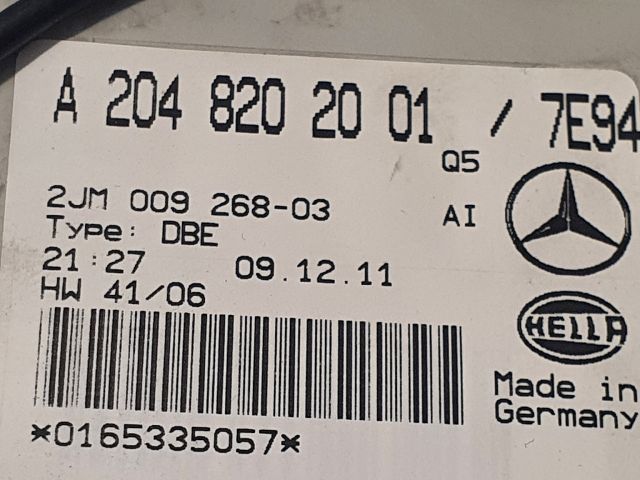 A 204 820 20 01 / 7E94
Q5
2JM 009 268-03
AI
Type: DBE
21:27 09.12.11
HW 41/06
HELLA
Made in
Germany
*0165335057*